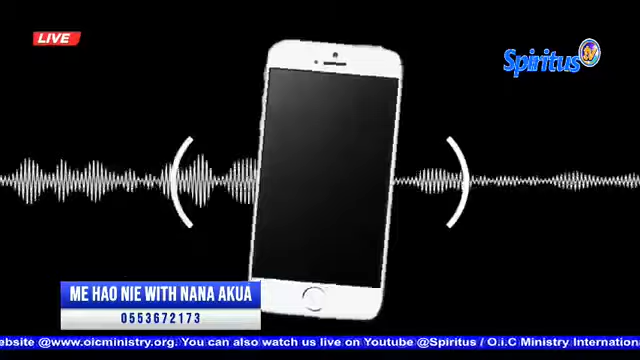 LIVE
Spiritus tv
ME HAO NIE WITH NANA AKUA
0553672173
ebsite @www.oicministry.org. You can also watch us live on Youtube @Spiritus / O.i.C Ministry Internation